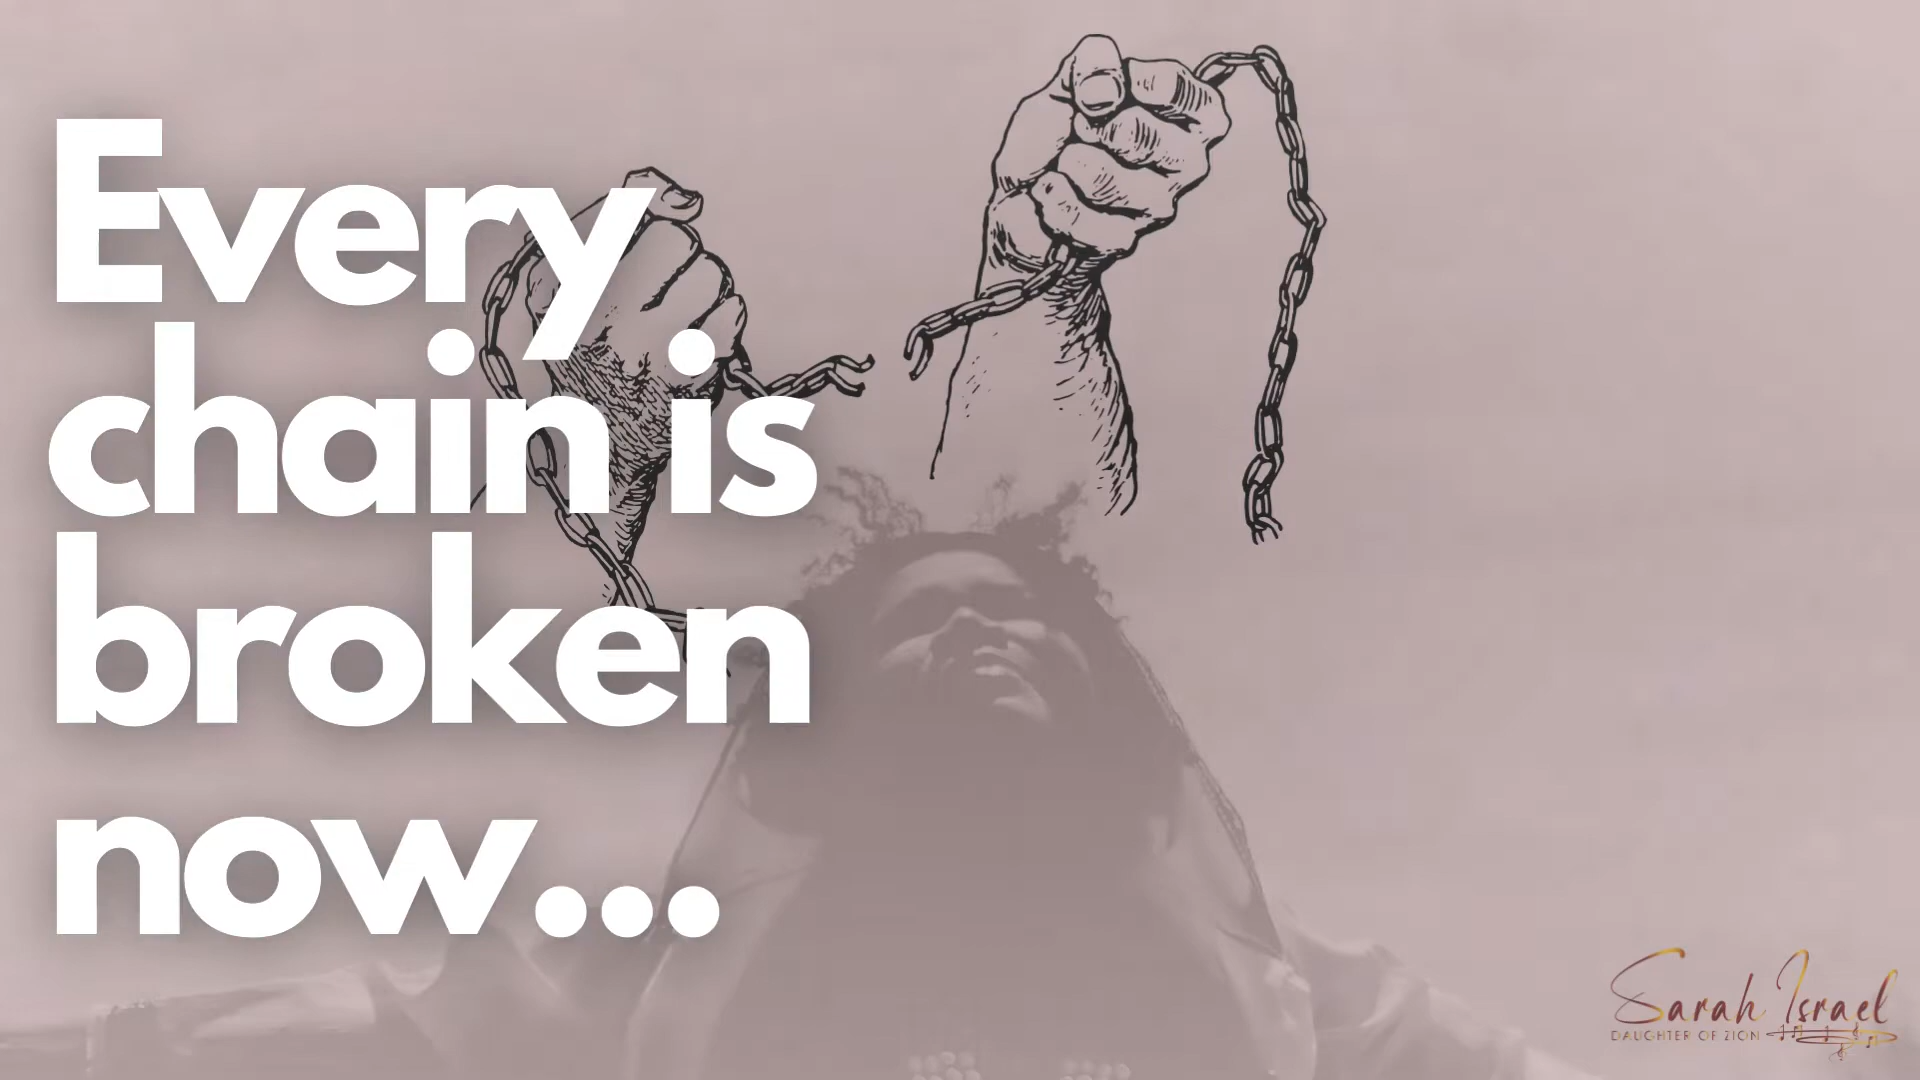 Every
chain is
broken
now...
Sarah Israel
DAUGHTER OF ZION